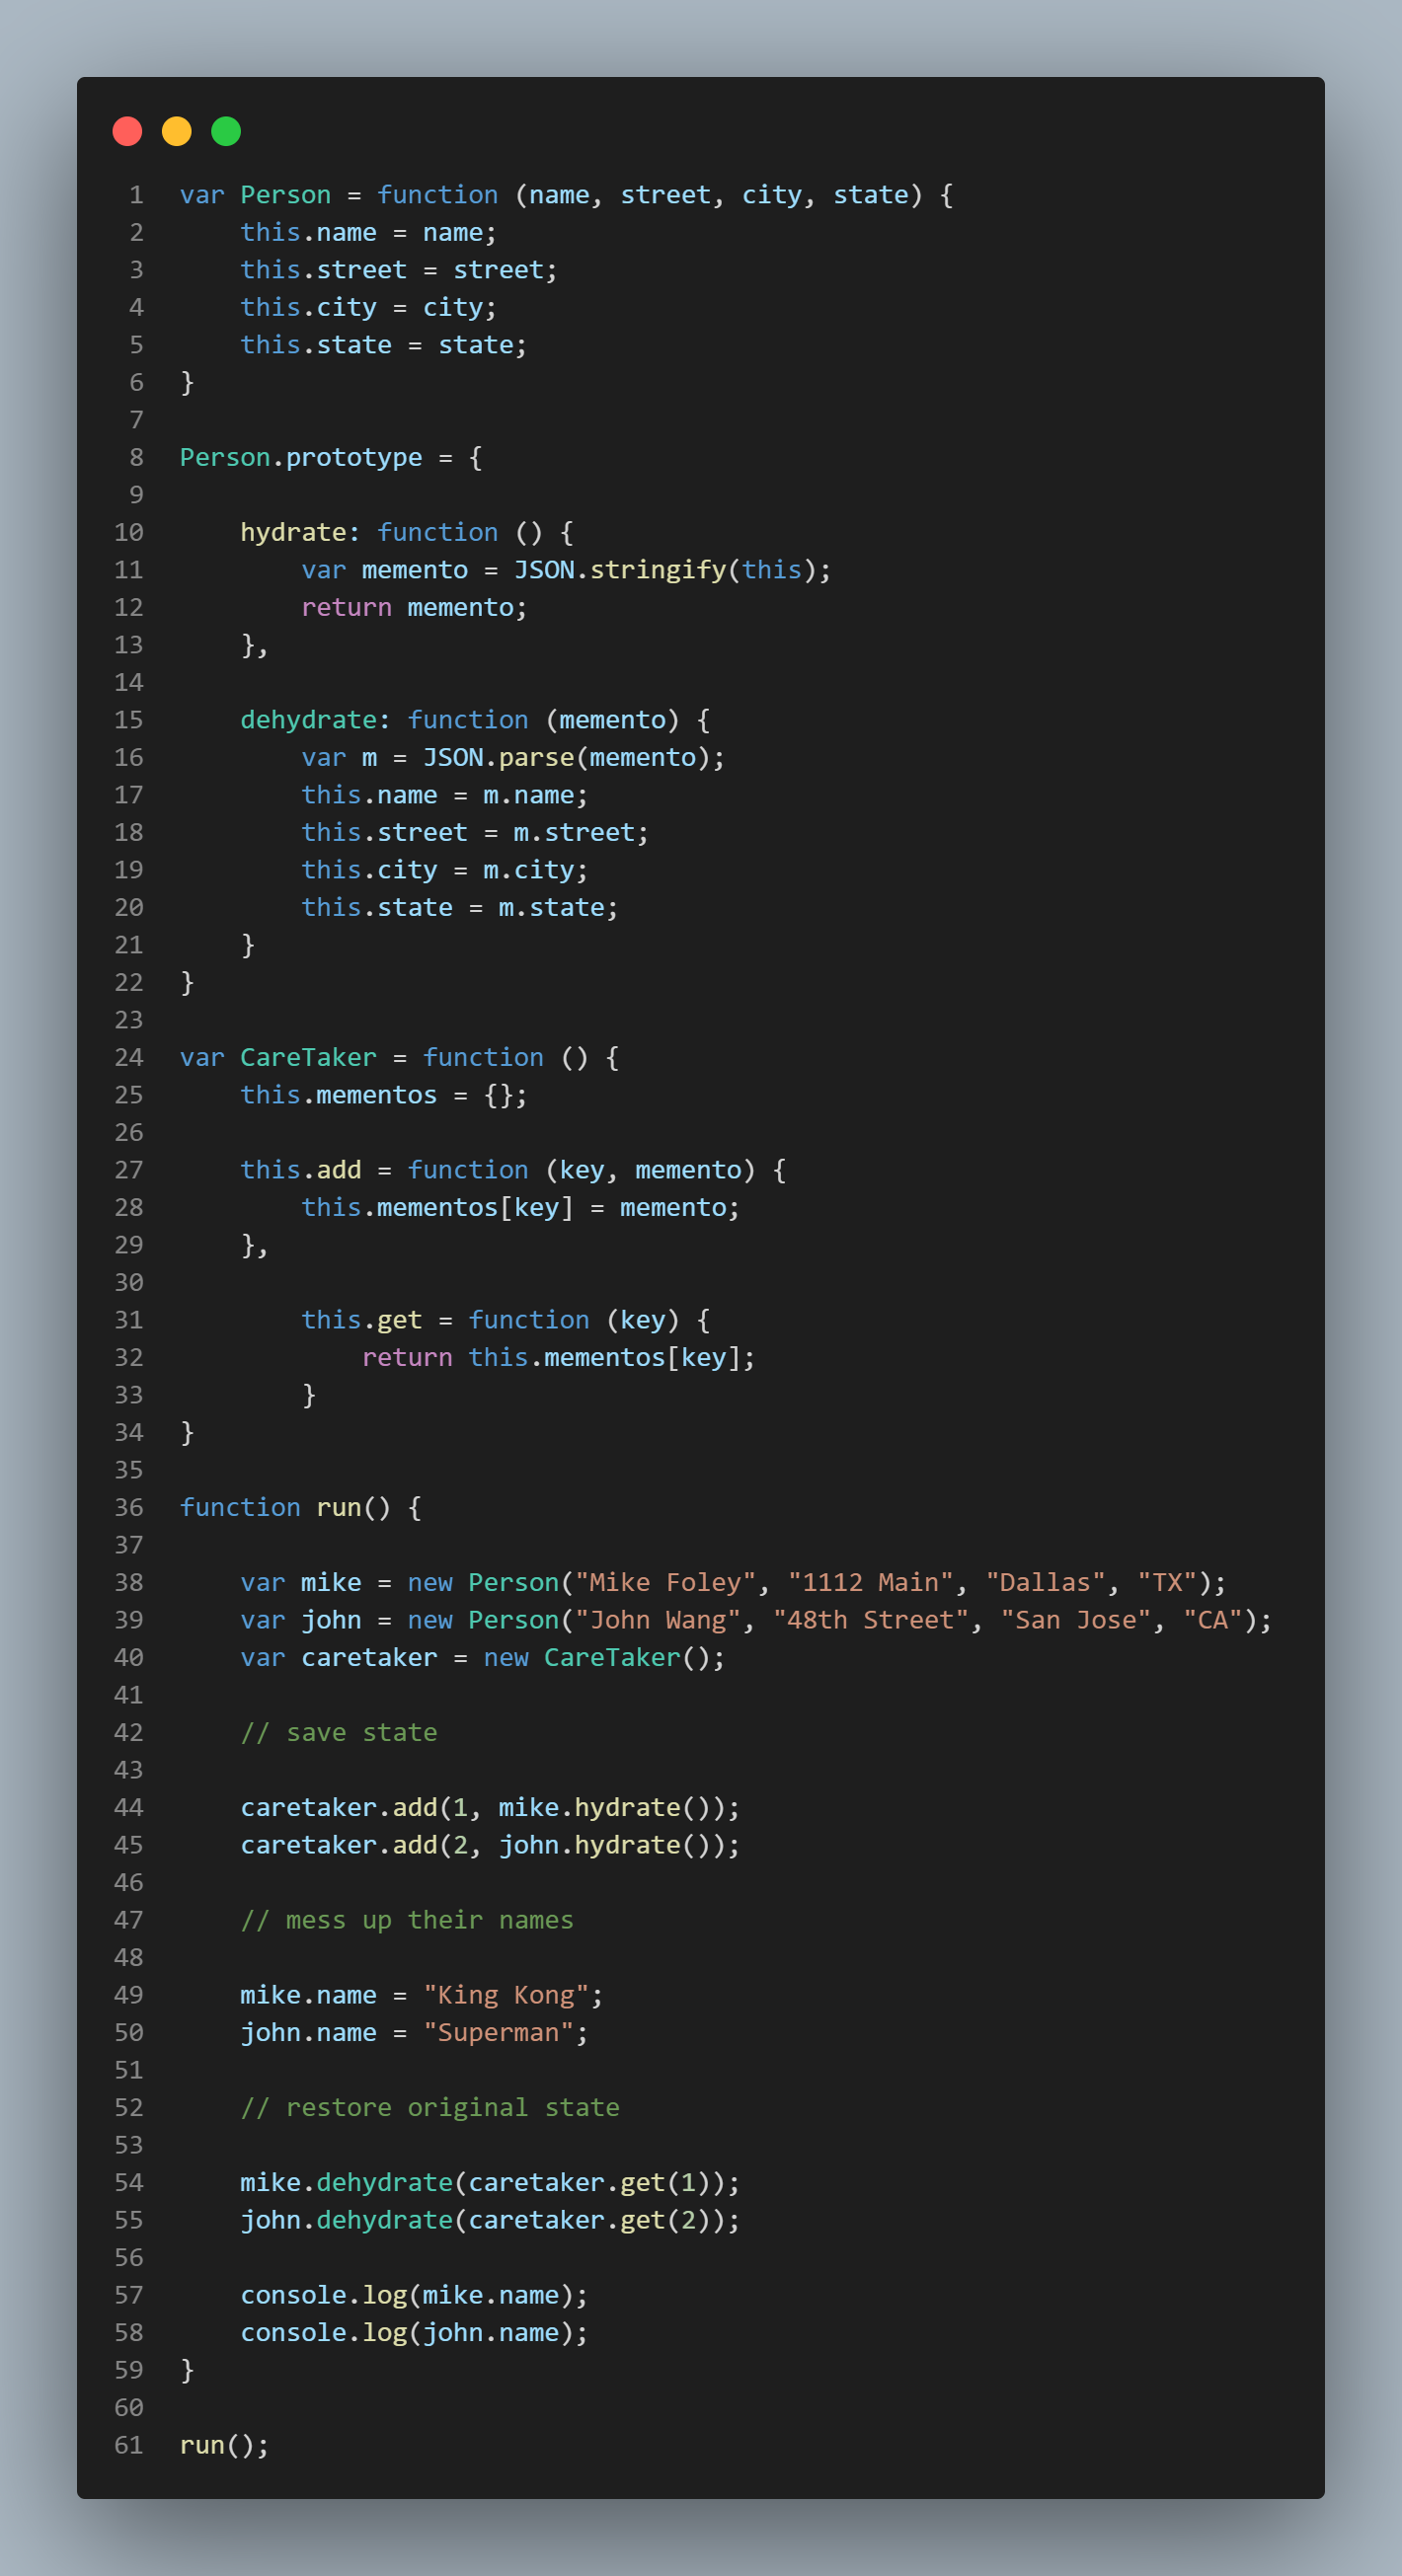 1 var Person = function (name, street, city, state) {
2     this.name = name;
3     this.street = street;
4     this.city = city;
5     this.state = state;
6 }
7
8 Person.prototype = {
9
10     hydrate: function () {
11         var memento = JSON.stringify(this);
12         return memento;
13     },
14
15     dehydrate: function (memento) {
16         var m = JSON.parse(memento);
17         this.name = m.name;
18         this.street = m.street;
19         this.city = m.city;
20         this.state = m.state;
21     }
22 }
23
24 var CareTaker = function () {
25     this.mementos = {};
26
27     this.add = function (key, memento) {
28         this.mementos[key] = memento;
29     },
30
31         this.get = function (key) {
32             return this.mementos[key];
33         }
34 }
35
36 function run() {
37
38     var mike = new Person("Mike Foley", "1112 Main", "Dallas", "TX");
39     var john = new Person("John Wang", "48th Street", "San Jose", "CA");
40     var caretaker = new CareTaker();
41
42     // save state
43
44     caretaker.add(1, mike.hydrate());
45     caretaker.add(2, john.hydrate());
46
47     // mess up their names
48
49     mike.name = "King Kong";
50     john.name = "Superman";
51
52     // restore original state
53
54     mike.dehydrate(caretaker.get(1));
55     john.dehydrate(caretaker.get(2));
56
57     console.log(mike.name);
58     console.log(john.name);
59 }
60
61 run();